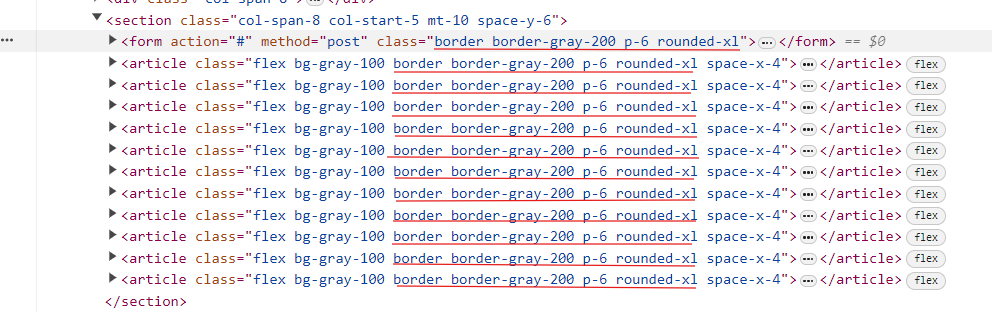 <section class="col-span-8 col-start-5 mt-10 space-y-6">
<form action="#" method="post" class="border border-gray-200 p-6 rounded-xl">…</form> == $0
<article class="flex bg-gray-100 border border-gray-200 p-6 rounded-xl space-x-4">…</article> flex
<article class="flex bg-gray-100 border border-gray-200 p-6 rounded-xl space-x-4">…</article> flex
<article class="flex bg-gray-100 border border-gray-200 p-6 rounded-xl space-x-4">…</article> flex
<article class="flex bg-gray-100 border border-gray-200 p-6 rounded-xl space-x-4">…</article> flex
<article class="flex bg-gray-100 border border-gray-200 p-6 rounded-xl space-x-4">…</article> flex
<article class="flex bg-gray-100 border border-gray-200 p-6 rounded-xl space-x-4">…</article> flex
<article class="flex bg-gray-100 border border-gray-200 p-6 rounded-xl space-x-4">…</article> flex
<article class="flex bg-gray-100 border border-gray-200 p-6 rounded-xl space-x-4">…</article> flex
<article class="flex bg-gray-100 border border-gray-200 p-6 rounded-xl space-x-4">…</article> flex
<article class="flex bg-gray-100 border border-gray-200 p-6 rounded-xl space-x-4">…</article> flex
<article class="flex bg-gray-100 border border-gray-200 p-6 rounded-xl space-x-4">…</article> flex
</section>